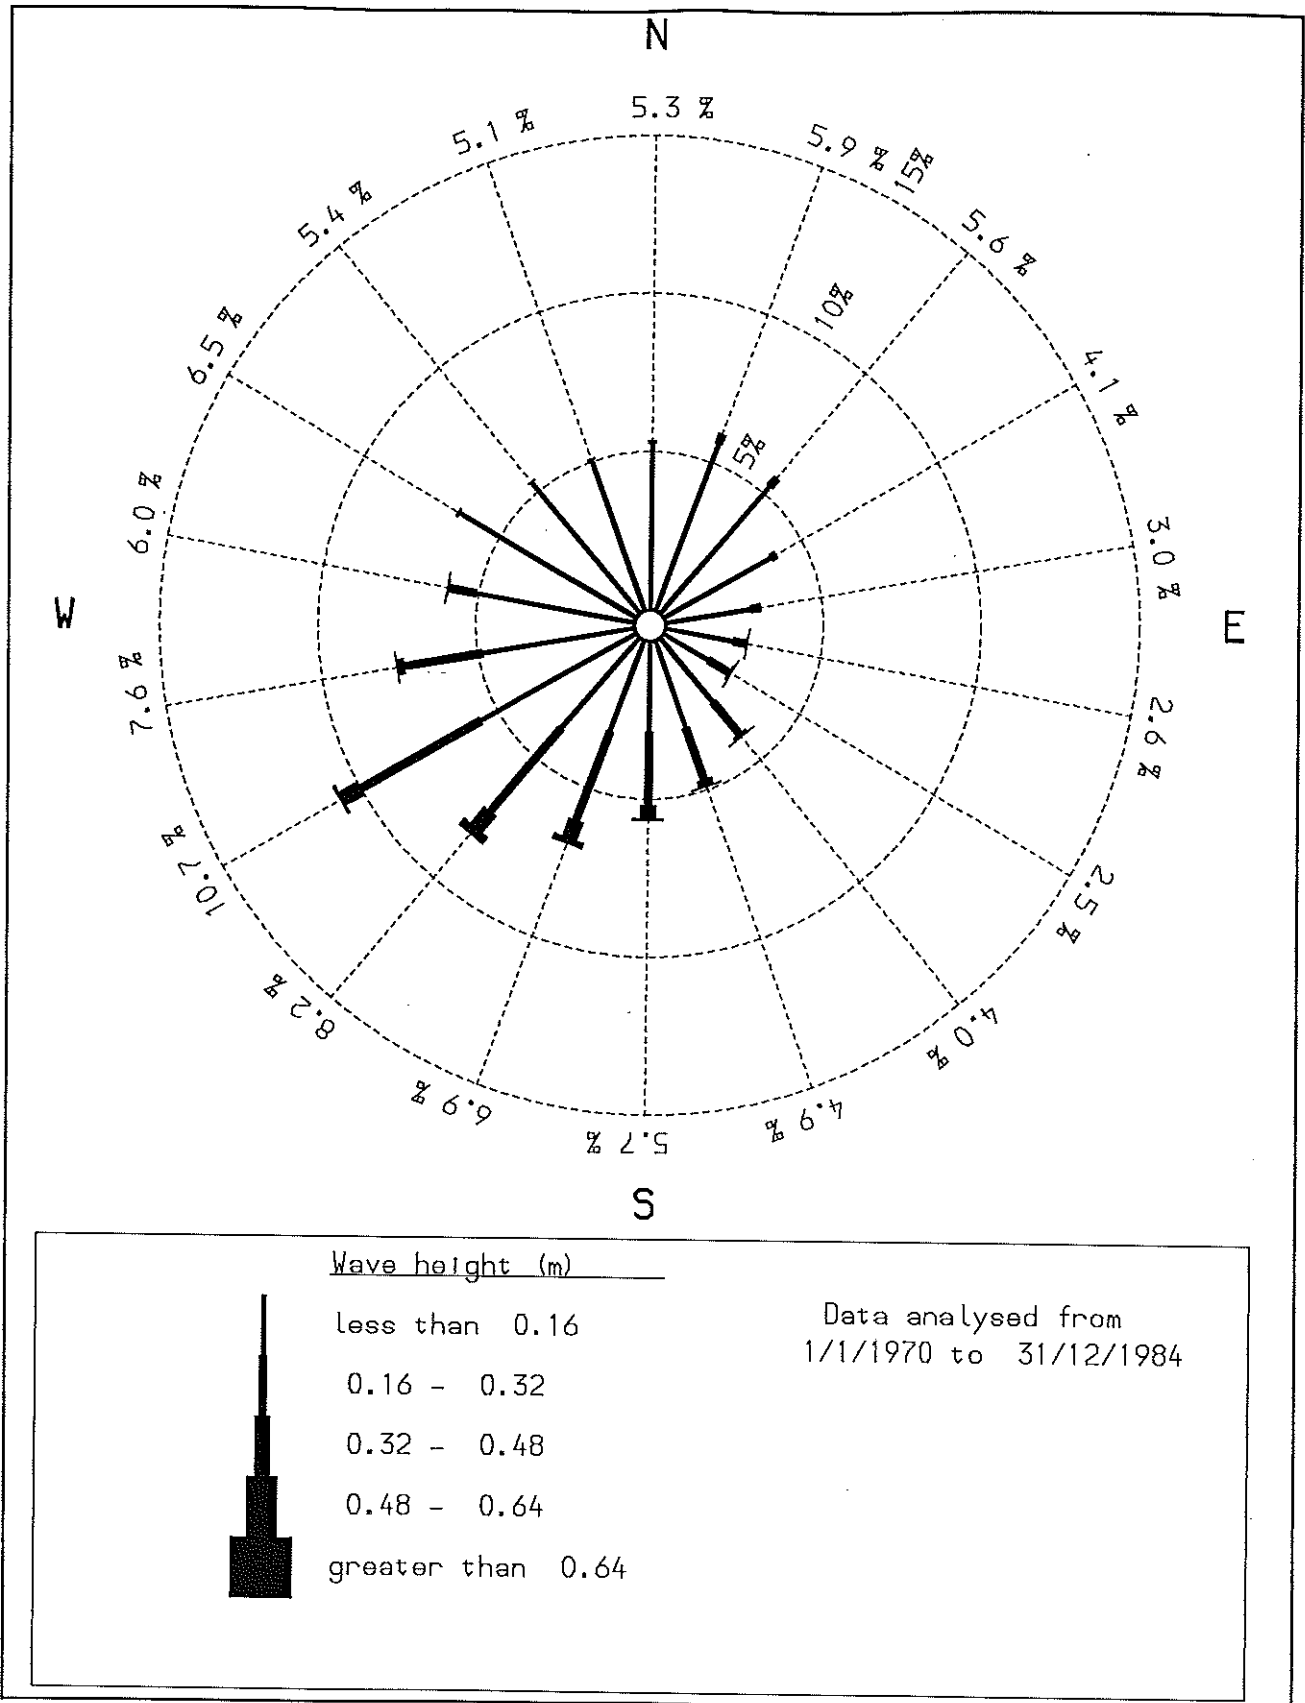 N
5.3 %
5.9 %
15%
5.6 %
4.1 %
3.0 %
E
2.6 %
2.5 %
4.0 %
4.9 %
5.7 %
S
6.9 %
8.2 %
10.7 %
7.6 %
W
6.0 %
6.5 %
5.4 %
5.1 %
10%
5%
Wave height (m)
less than 0.16
0.16 - 0.32
0.32 - 0.48
0.48 - 0.64
greater than 0.64
Data analysed from
1/1/1970 to 31/12/1984